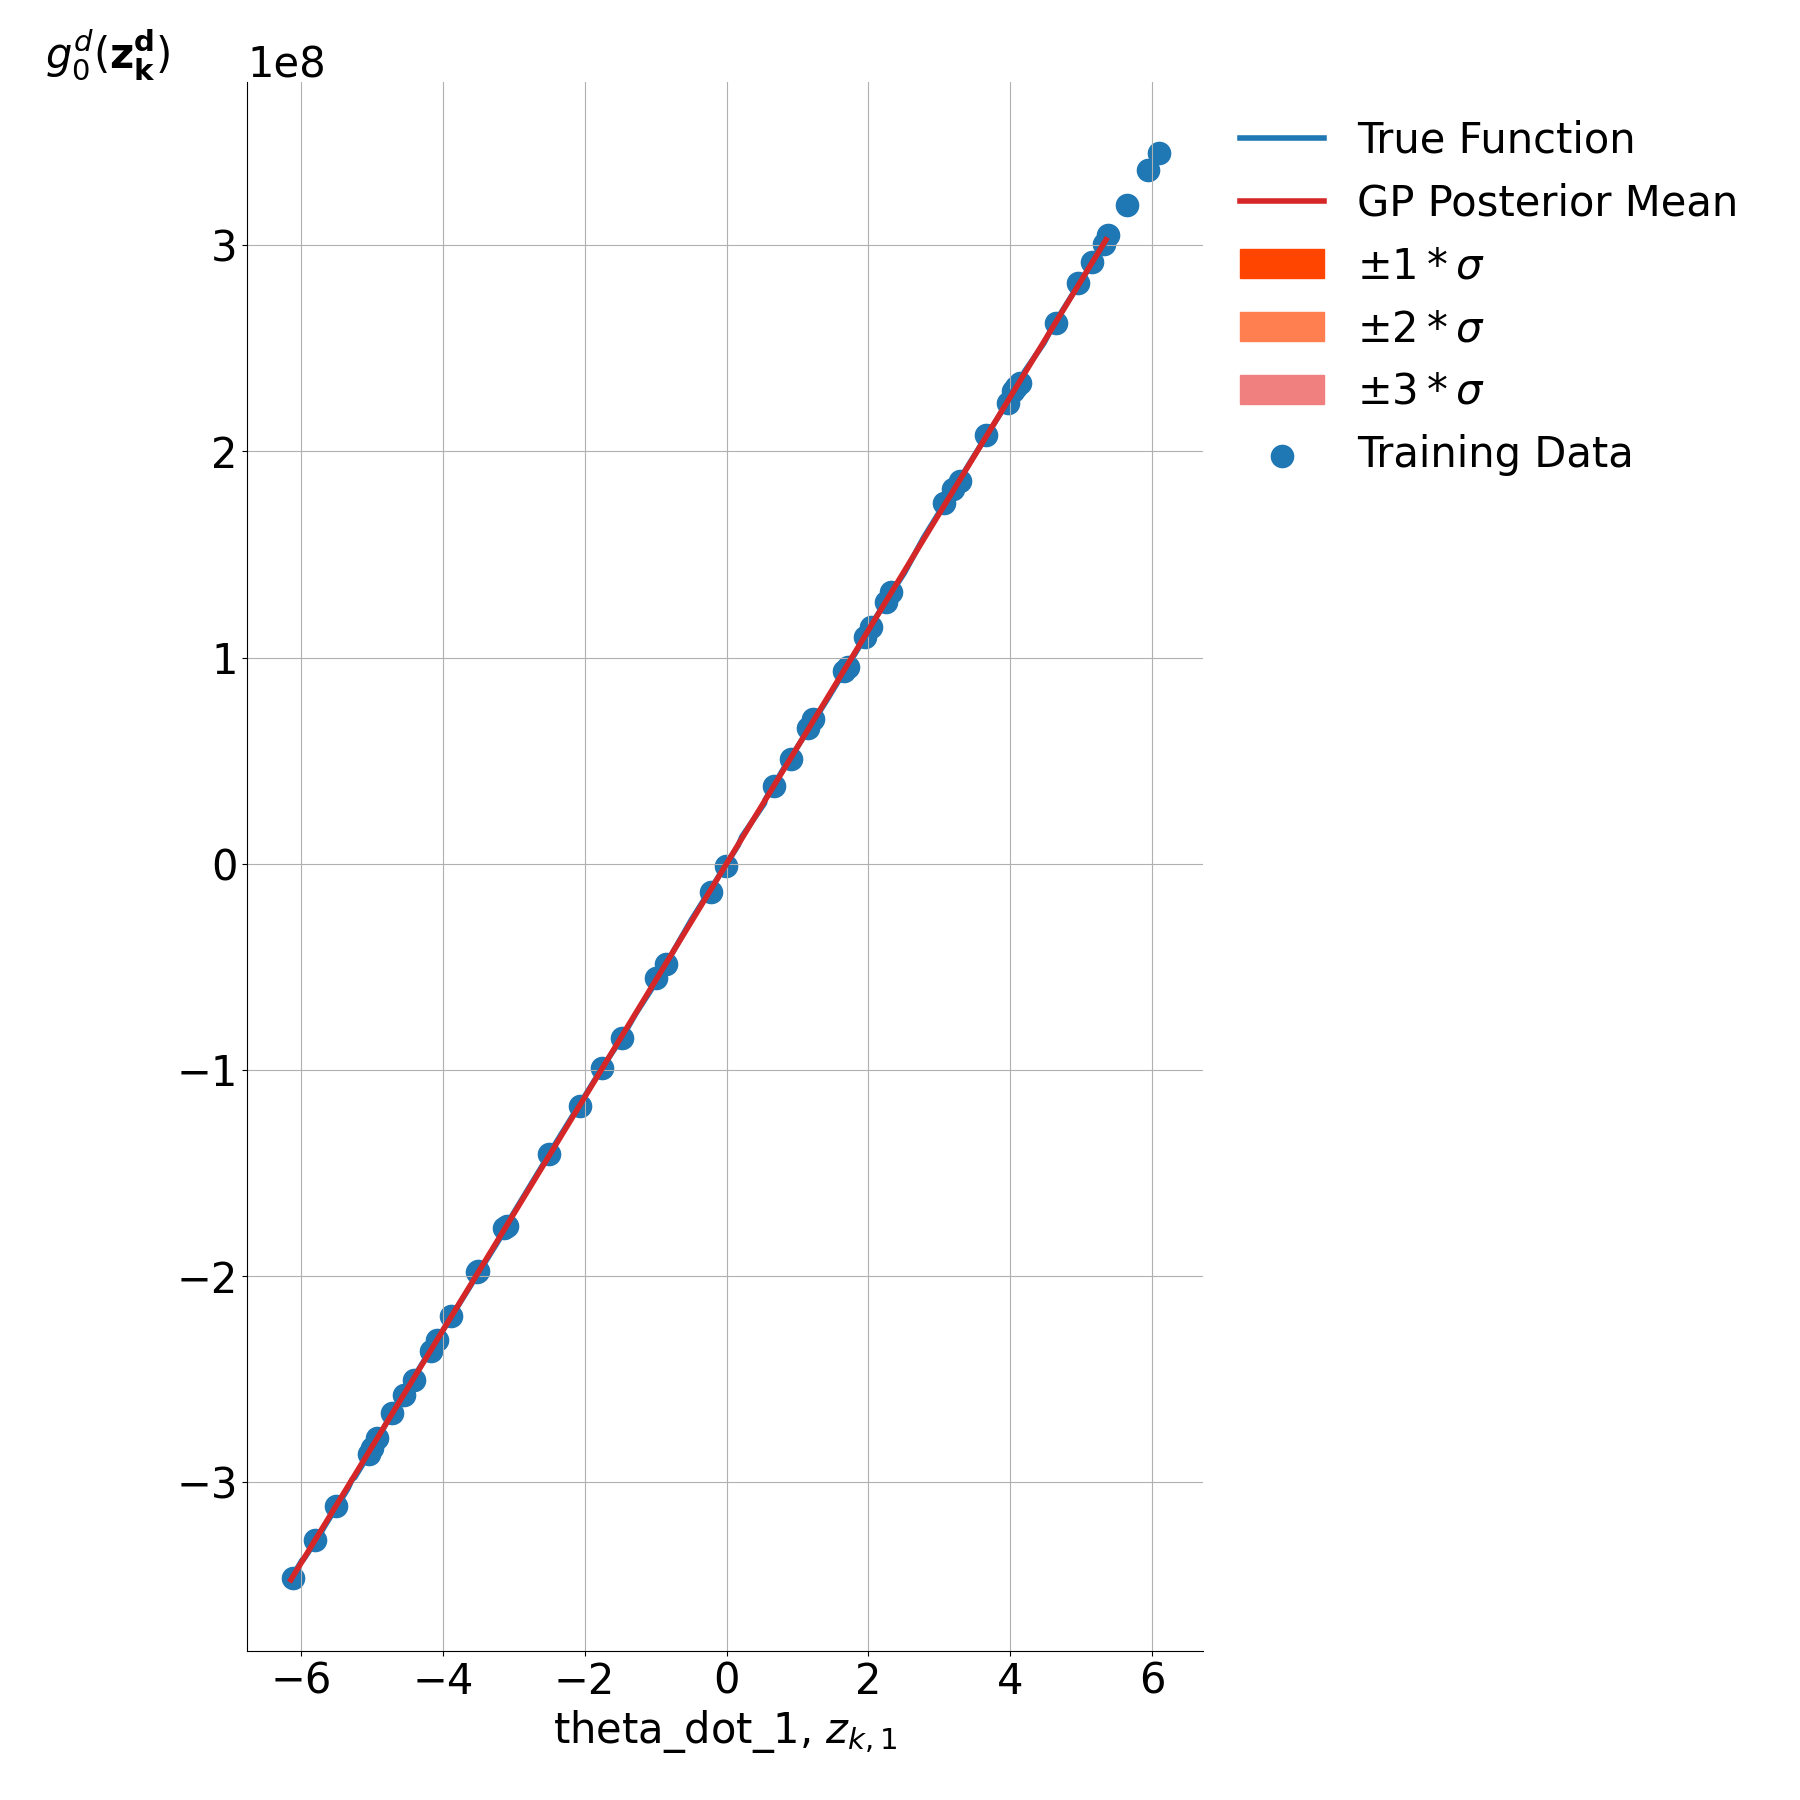 $g_0^d(\mathbf{z_k^d})$
1e8
True Function
GP Posterior Mean
±1 * σ
±2 * σ
±3 * σ
Training Data
3
2
1
0
−1
−2
−3
−6 −4 −2 0 2 4 6
theta_dot_1, $z_{k,1}$